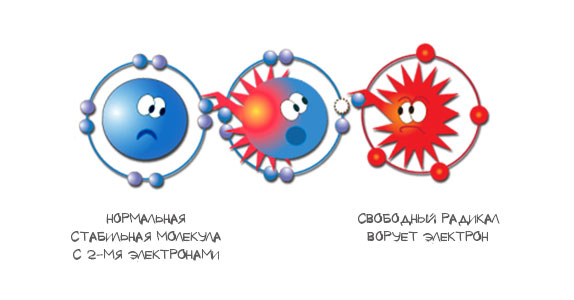 НОРМАЛЬНАЯ
СТАБИЛЬНАЯ МОЛЕКУЛА
С 2-МЯ ЭЛЕКТРОНАМИ
СВОБОДНЫЙ РАДИКАЛ
ВОРУЕТ ЭЛЕКТРОН